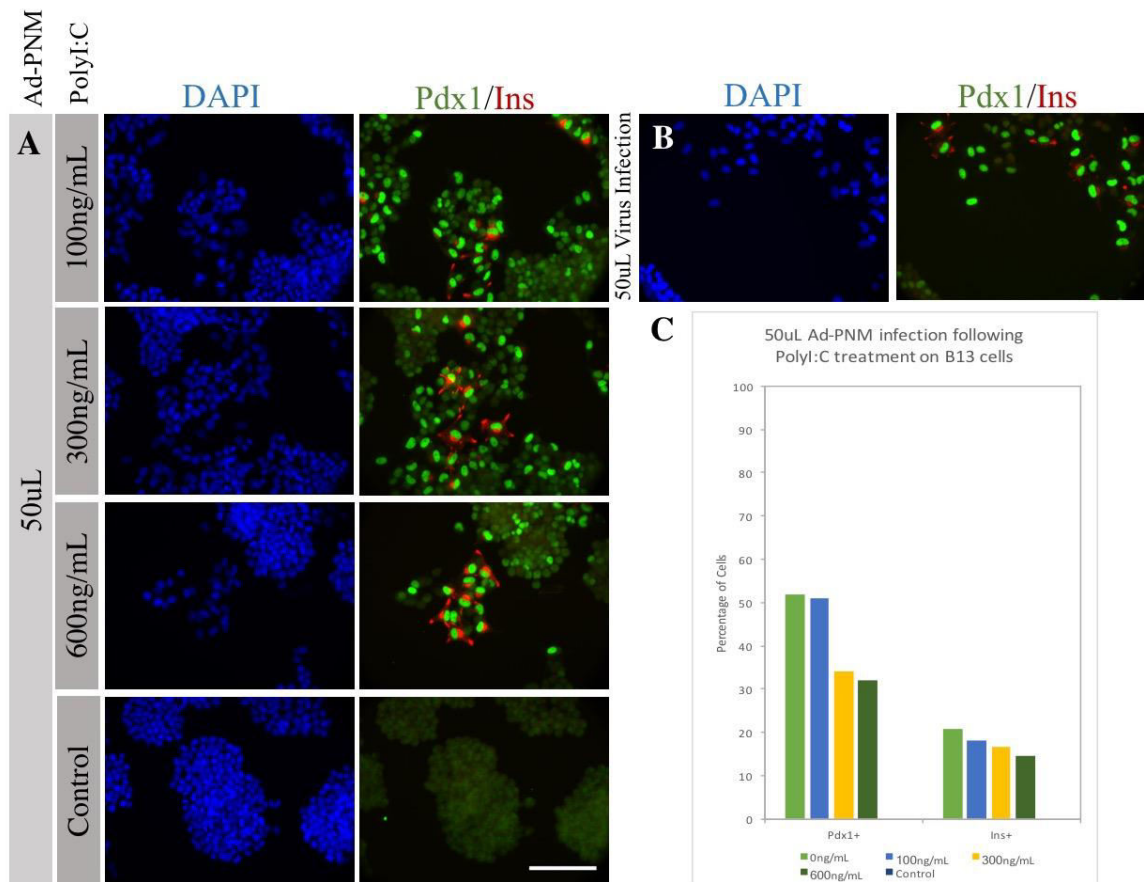 Ad-PNM
PolyI:C
DAPI
Pdx1/Ins
A
50uL
100ng/mL
300ng/mL
600ng/mL
Control
DAPI
Pdx1/Ins
B
50uL Virus Infection
C
50uL Ad-PNM infection following
PolyI:C treatment on B13 cells
Percentage of Cells
100
90
80
70
60
50
40
30
20
10
0
Pdx1+ Ins+
0ng/mL 100ng/mL 300ng/mL
600ng/mL Control